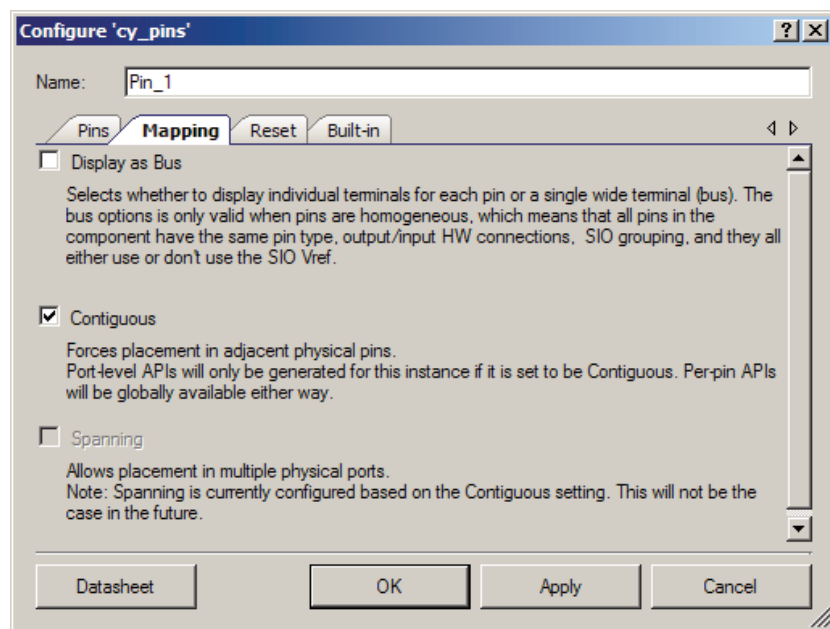 Configure 'cy_pins'
Name: Pin_1
Pins Mapping Reset Built-in
Display as Bus
Selects whether to display individual terminals for each pin or a single wide terminal (bus). The
bus options is only valid when pins are homogeneous, which means that all pins in the
component have the same pin type, output/input HW connections, SIO grouping, and they all
either use or don't use the SIO Vref.
Contiguous
Forces placement in adjacent physical pins.
Port-level APIs will only be generated for this instance if it is set to be Contiguous. Per-pin APIs
will be globally available either way.
Spanning
Allows placement in multiple physical ports.
Note: Spanning is currently configured based on the Contiguous setting. This will not be the
case in the future.
Datasheet OK Apply Cancel